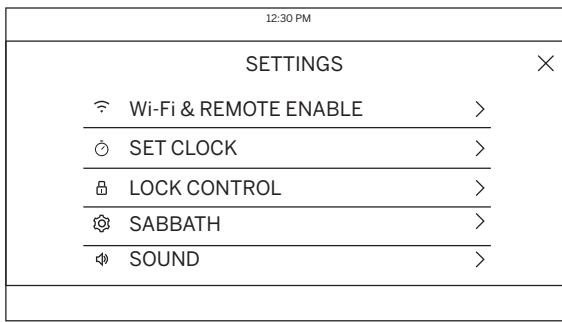 12:30 PM
SETTINGS
Wi-Fi & REMOTE ENABLE
SET CLOCK
LOCK CONTROL
SABBATH
SOUND